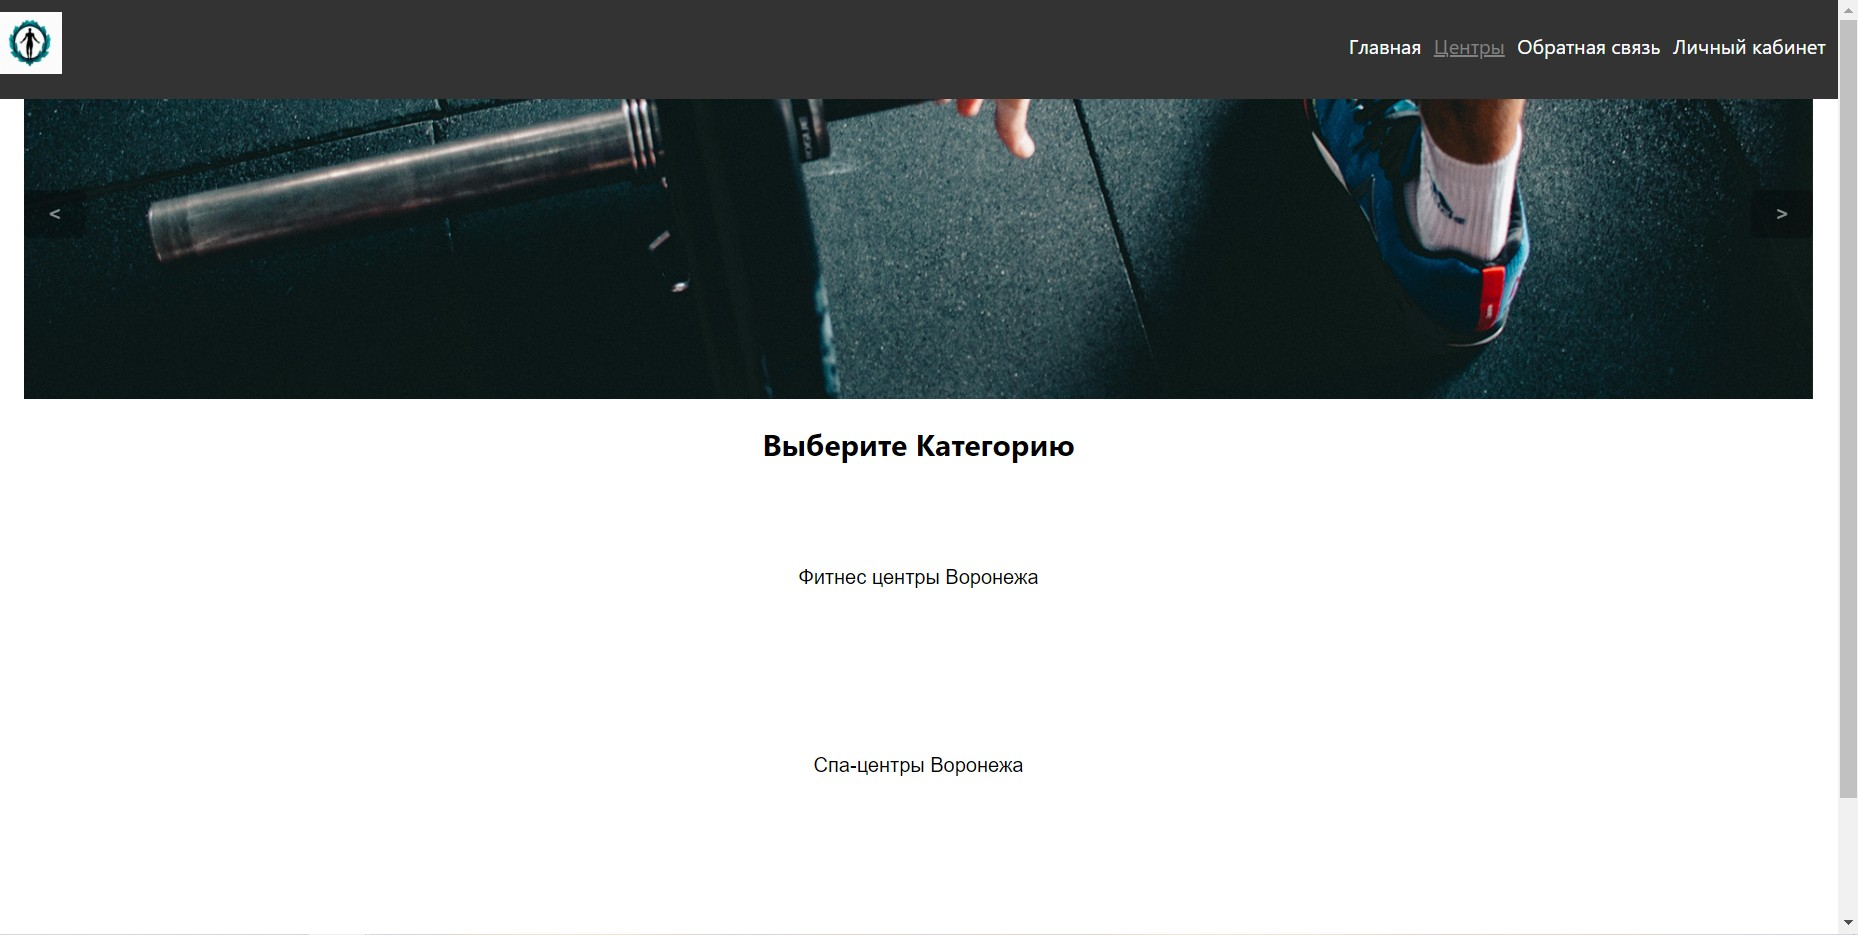 Главная Центры Обратная связь Личный кабинет
< >
Выберите Категорию
Фитнес центры Воронежа
Спа-центры Воронежа